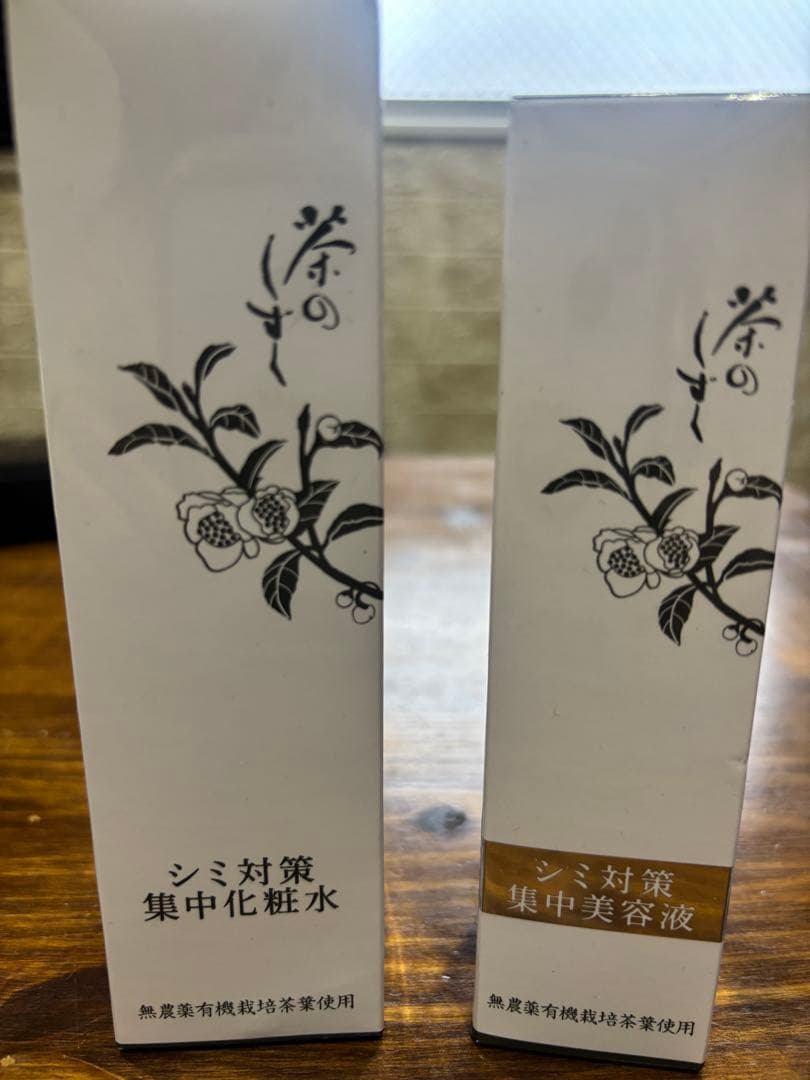 茶の
しずく
シミ対策
集中化粧水
無農薬有機栽培茶葉使用
茶の
しずく
シミ対策
集中美容液
無農薬有機栽培茶葉使用